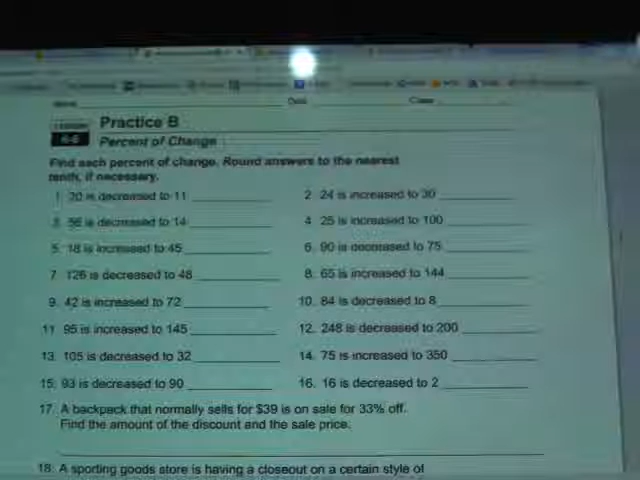 Name Date Class
LESSON
6-6
Practice B
Percent of Change
Find each percent of change. Round answers to the nearest
tenth, if necessary.
1. 20 is decreased to 11
2. 24 is increased to 30
3. 56 is decreased to 14
4. 25 is increased to 100
5. 18 is increased to 45
6. 90 is decreased to 75
7. 126 is decreased to 48
8. 65 is increased to 144
9. 42 is increased to 72
10. 84 is decreased to 8
11. 95 is increased to 145
12. 248 is decreased to 200
13. 105 is decreased to 32
14. 75 is increased to 350
15. 93 is decreased to 90
16. 16 is decreased to 2
17. A backpack that normally sells for $39 is on sale for 33% off.
Find the amount of the discount and the sale price.
18. A sporting goods store is having a closeout on a certain style of